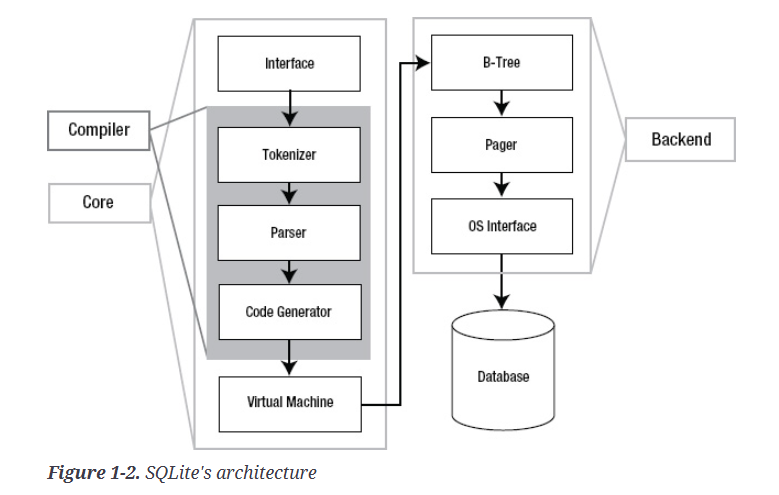 Interface
Compiler
Tokenizer
Core
Parser
Code Generator
Virtual Machine
B-Tree
Pager
Backend
OS Interface
Database
Figure 1-2. SQLite's architecture